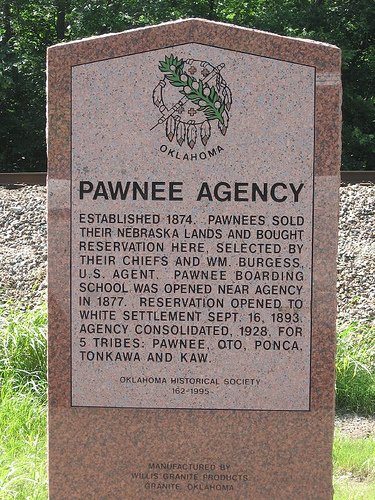 OKLAHOMA
PAWNEE AGENCY
ESTABLISHED 1874. PAWNEES SOLD
THEIR NEBRASKA LANDS AND BOUGHT
RESERVATION HERE, SELECTED BY
THEIR CHIEFS AND WM. BURGESS,
U.S. AGENT. PAWNEE BOARDING
SCHOOL WAS OPENED NEAR AGENCY
IN 1877. RESERVATION OPENED TO
WHITE SETTLEMENT SEPT. 16, 1893.
AGENCY CONSOLIDATED, 1928, FOR
5 TRIBES: PAWNEE, OTO, PONCA,
TONKAWA AND KAW.
OKLAHOMA HISTORICAL SOCIETY
162-1995
MANUFACTURED BY
WILLIS GRANITE PRODUCTS
GRANITE, OKLAHOMA